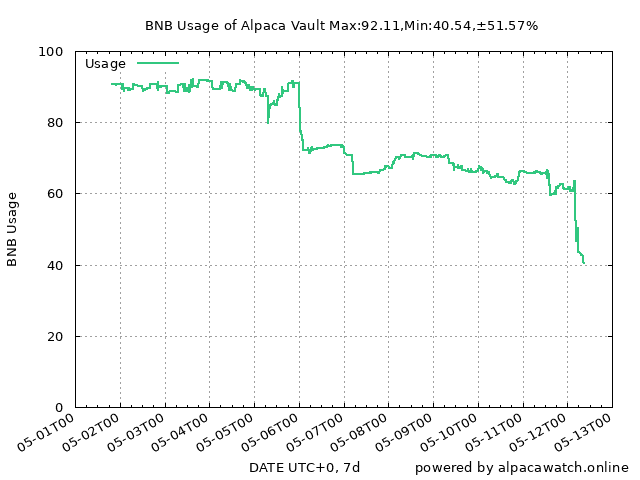 BNB Usage of Alpaca Vault Max:92.11,Min:40.54,±51.57%
Usage
100
80
60
40
20
0
BNB Usage
05-01T00
05-02T00
05-03T00
05-04T00
05-05T00
05-06T00
05-07T00
05-08T00
05-09T00
05-10T00
05-11T00
05-12T00
05-13T00
DATE UTC+0, 7d
powered by alpacawatch.online